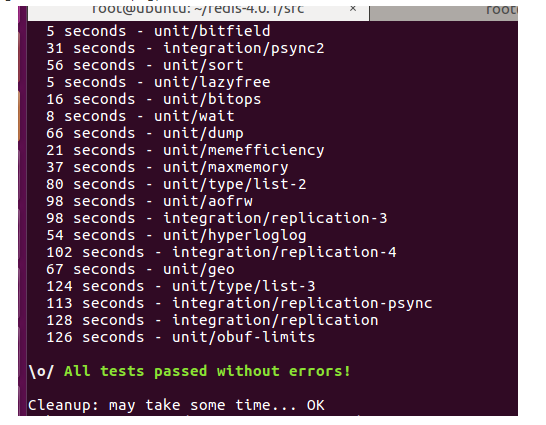 root@ubuntu: ~/redis-4.0.1/src × root
5 seconds - unit/bitfield
31 seconds - integration/psync2
56 seconds - unit/sort
5 seconds - unit/lazyfree
16 seconds - unit/bitops
8 seconds - unit/wait
66 seconds - unit/dump
21 seconds - unit/memefficiency
37 seconds - unit/maxmemory
80 seconds - unit/type/list-2
98 seconds - unit/aofrw
98 seconds - integration/replication-3
54 seconds - unit/hyperloglog
102 seconds - integration/replication-4
67 seconds - unit/geo
124 seconds - unit/type/list-3
113 seconds - integration/replication-psync
128 seconds - integration/replication
126 seconds - unit/obuf-limits
\o/ All tests passed without errors!
Cleanup: may take some time... OK